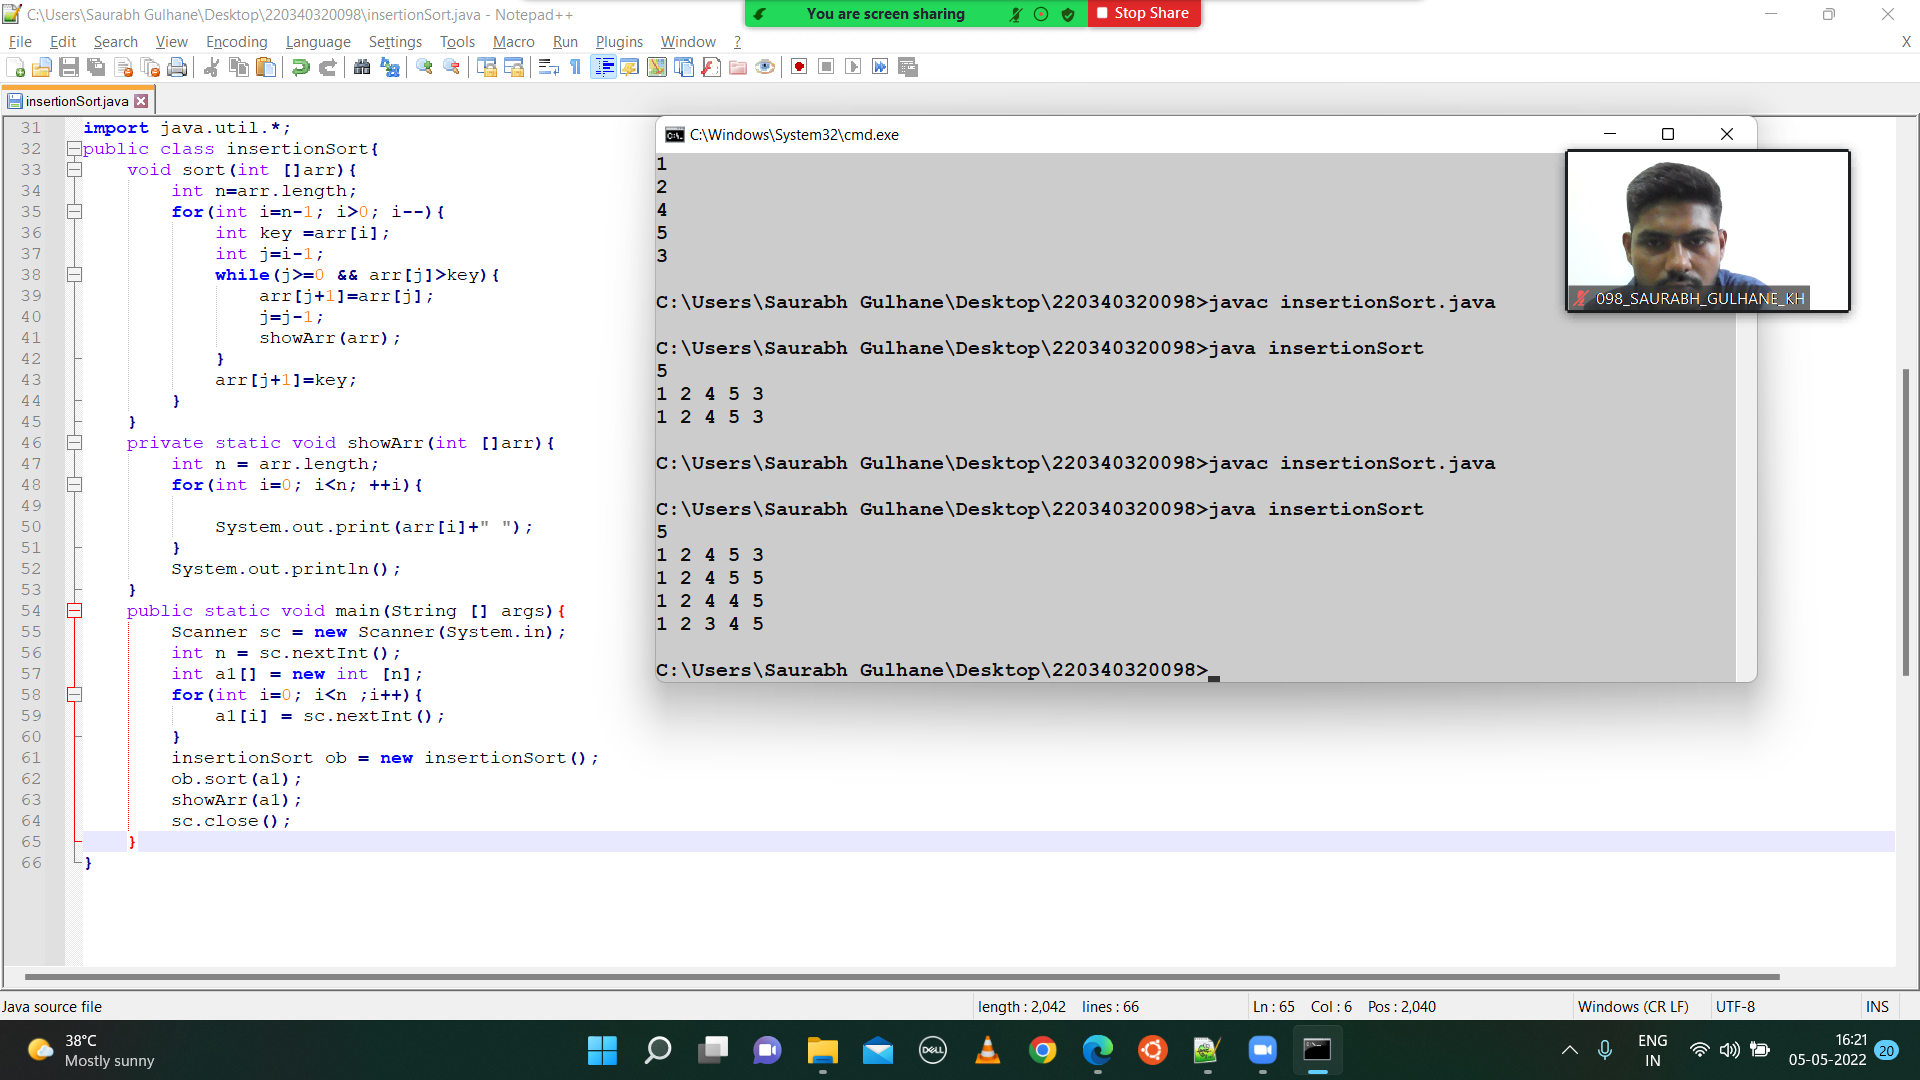 C:\Users\Saurabh Gulhane\Desktop\220340320098\insertionSort.java - Notepad++
You are screen sharing
Stop Share
File Edit Search View Encoding Language Settings Tools Macro Run Plugins Window ?
X
insertionSort.java
31 import java.util.*;
32 public class insertionSort{
33 void sort(int []arr){
34 int n=arr.length;
35 for(int i=n-1; i>0; i--){
36 int key =arr[i];
37 int j=i-1;
38 while(j>=0 && arr[j]>key){
39 arr[j+1]=arr[j];
40 j=j-1;
41 showArr(arr);
42 }
43 arr[j+1]=key;
44 }
45 }
46 private static void showArr(int []arr){
47 int n = arr.length;
48 for(int i=0; i<n; ++i){
49
50 System.out.print(arr[i]+" ");
51 }
52 System.out.println();
53 }
54 public static void main(String [] args){
55 Scanner sc = new Scanner(System.in);
56 int n = sc.nextInt();
57 int a1[] = new int [n];
58 for(int i=0; i<n ;i++){
59 a1[i] = sc.nextInt();
60 }
61 insertionSort ob = new insertionSort();
62 ob.sort(a1);
63 showArr(a1);
64 sc.close();
65 }
66 }
C:\Windows\System32\cmd.exe
1
2
4
5
3
C:\Users\Saurabh Gulhane\Desktop\220340320098>javac insertionSort.java
C:\Users\Saurabh Gulhane\Desktop\220340320098>java insertionSort
5
1 2 4 5 3
1 2 4 5 3
C:\Users\Saurabh Gulhane\Desktop\220340320098>javac insertionSort.java
C:\Users\Saurabh Gulhane\Desktop\220340320098>java insertionSort
5
1 2 4 5 3
1 2 4 5 5
1 2 4 4 5
1 2 3 4 5
C:\Users\Saurabh Gulhane\Desktop\220340320098>_
098_SAURABH_GULHANE_KH
Java source file
length : 2,042 lines : 66
Ln : 65 Col : 6 Pos : 2,040
Windows (CR LF)
UTF-8
INS
38°C
Mostly sunny
DELL
ENG
IN
16:21
05-05-2022
20